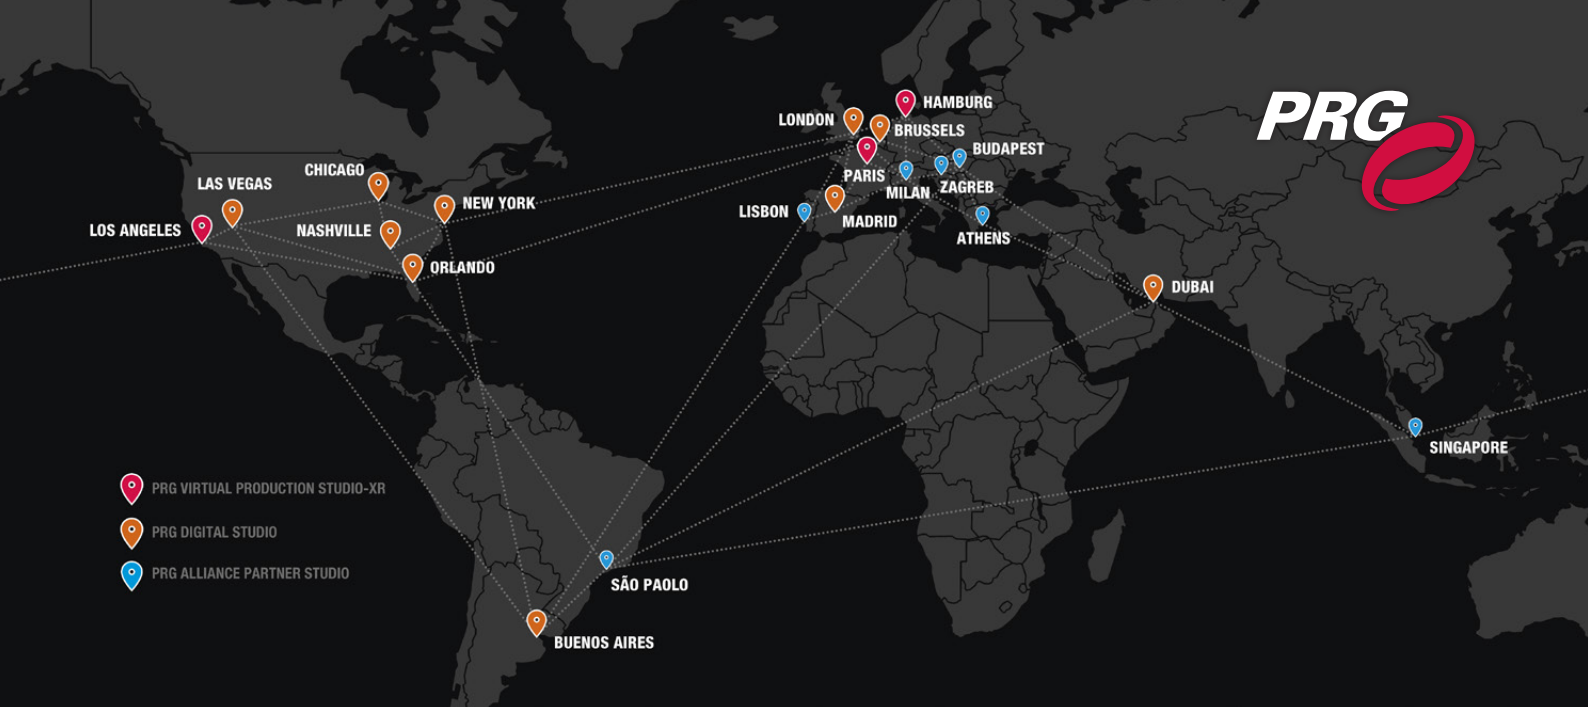 PRG
HAMBURG
LONDON
BRUSSELS
BUDAPEST
CHICAGO
PARIS
LAS VEGAS
MILAN
ZAGREB
NEW YORK
LISBON
MADRID
LOS ANGELES
NASHVILLE
ATHENS
ORLANDO
DUBAI
SINGAPORE
PRG VIRTUAL PRODUCTION STUDIO-XR
PRG DIGITAL STUDIO
PRG ALLIANCE PARTNER STUDIO
SÃO PAOLO
BUENOS AIRES